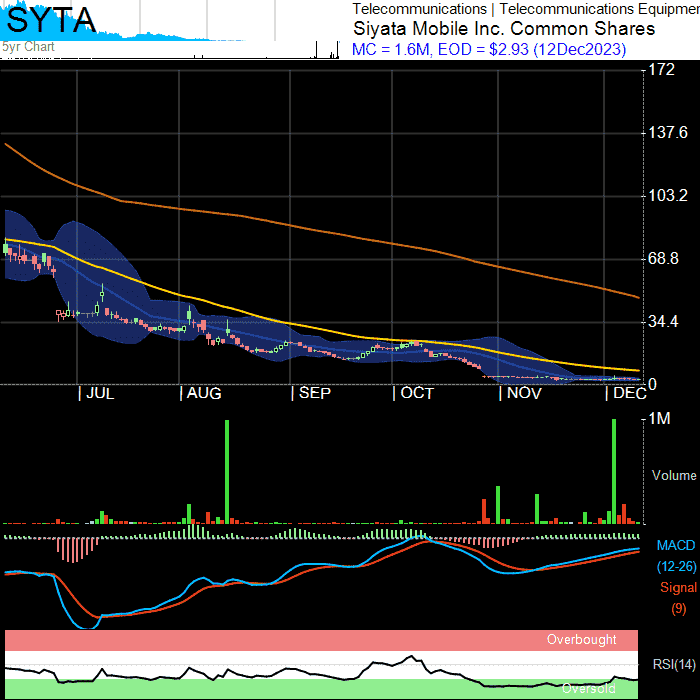 SYTA
Telecommunications | Telecommunications Equipmen
Siyata Mobile Inc. Common Shares
5yr Chart
MC = 1.6M, EOD = $2.93 (12Dec2023)
172
137.6
103.2
68.8
34.4
0
| JUL | AUG | SEP | OCT | NOV | DEC
1M
Volume
MACD
(12-26)
Signal
(9)
Overbought
RSI(14)
Oversold